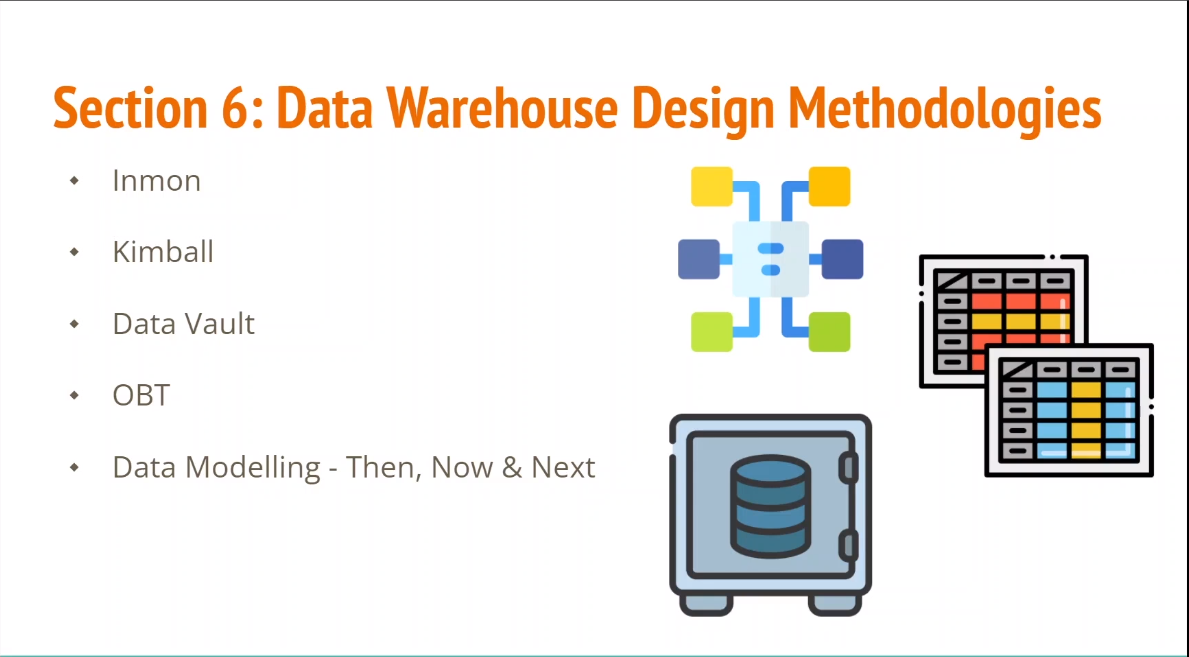 Section 6: Data Warehouse Design Methodologies
Inmon
Kimball
Data Vault
OBT
Data Modelling - Then, Now & Next